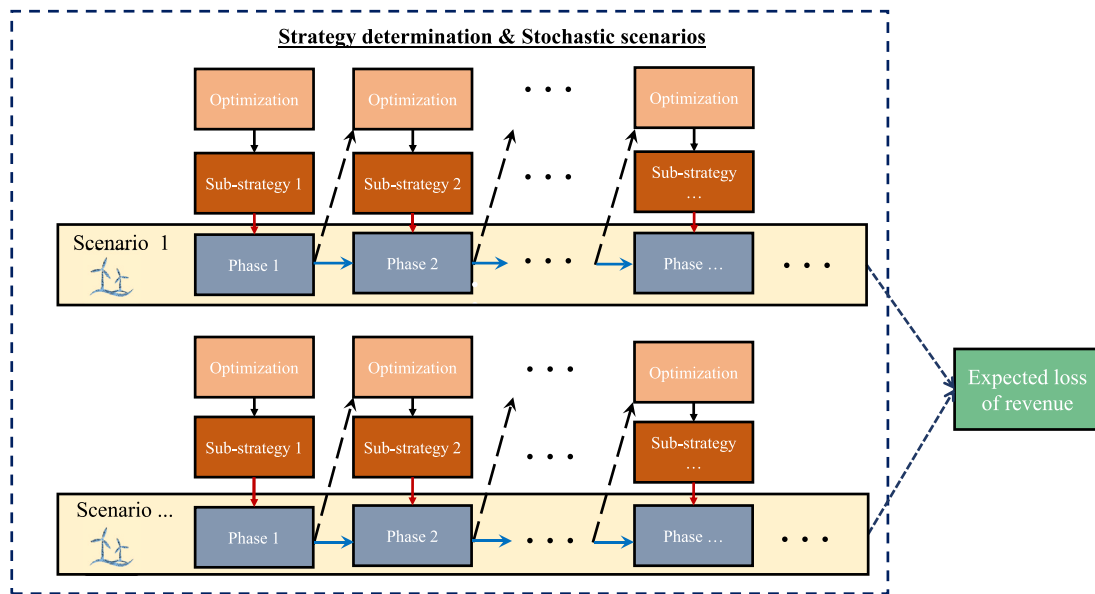 Strategy determination & Stochastic scenarios
Optimization
Optimization
. . .
Optimization
Sub-strategy 1
Sub-strategy 2
. . .
Sub-strategy
...
Scenario 1
Phase 1
Phase 2
. . .
Phase ...
. . .
Optimization
Optimization
. . .
Optimization
Sub-strategy 1
Sub-strategy 2
. . .
Sub-strategy
...
Scenario ...
Phase 1
Phase 2
. . .
Phase ...
. . .
Expected loss
of revenue